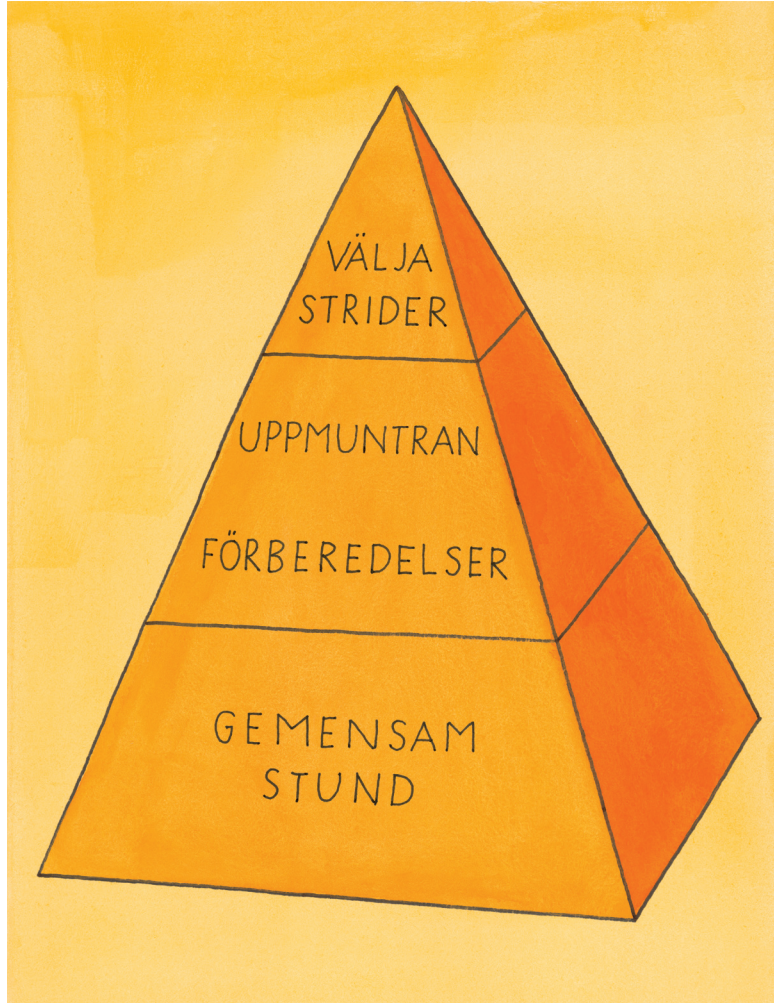 VÄLJA
STRIDER
UPPMUNTRAN
FÖRBEREDELSER
GEMENSAM
STUND